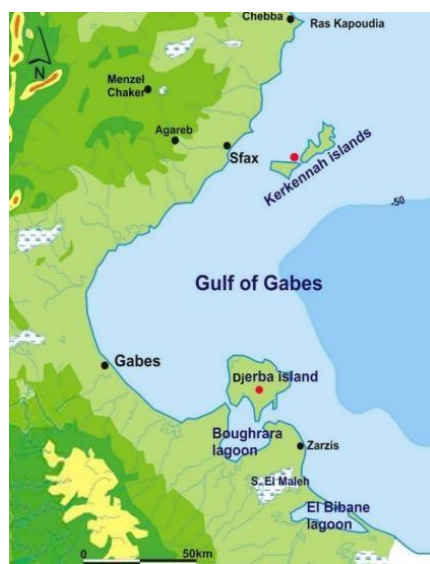 Chebba
Ras Kapoudia
N
Menzel
Chaker
Agareb
Sfax
Kerkennah islands
-50
Gulf of Gabes
Gabes
Djerba island
Boughrara
lagoon
Zarzis
S. El Maleh
El Bibane
lagoon
0 50km